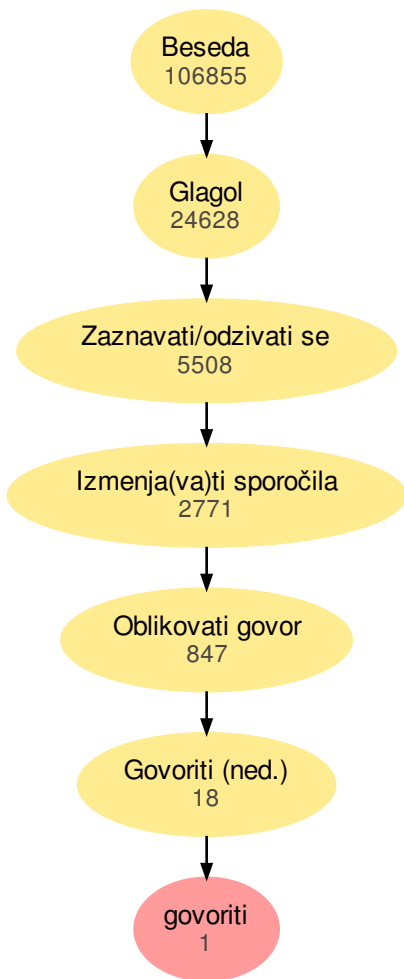 Beseda
106855
Glagol
24628
Zaznavati/odzivati se
5508
Izmenja(va)ti sporočila
2771
Oblikovati govor
847
Govoriti (ned.)
18
govoriti
1